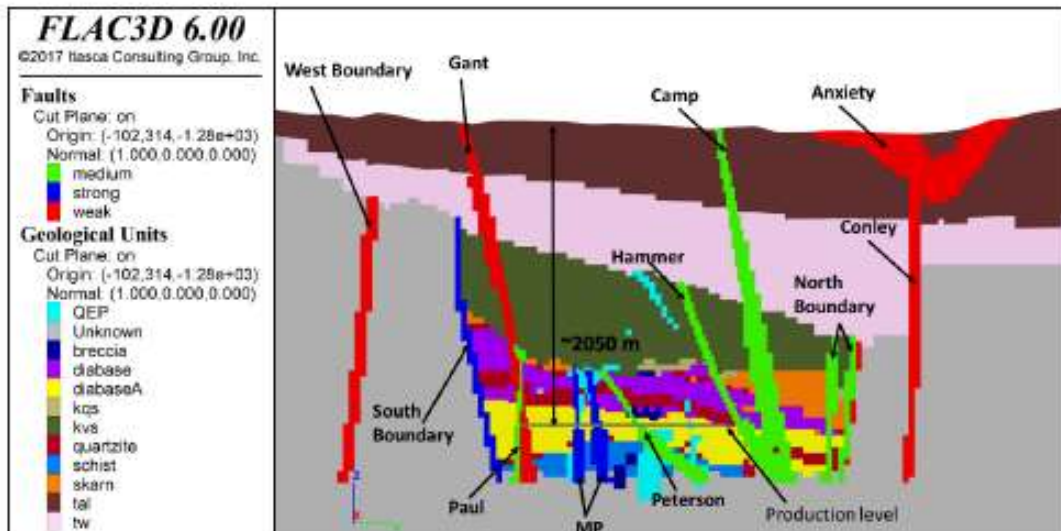 FLAC3D 6.00
©2017 Itasca Consulting Group, Inc.
Faults
Cut Plane: on
Origin: (-102,314,-1.28e+03)
Normal: (1.000,0.000,0.000)
medium
strong
weak
Geological Units
Cut Plane: on
Origin: (-102,314,-1.28e+03)
Normal: (1.000,0.000,0.000)
QEP
Unknown
breccia
diabase
diabaseA
kqs
kvs
quartzite
schist
skarn
tal
tw
West Boundary
Gant
Camp
Anxiety
Hammer
Conley
North
Boundary
~2050 m
South
Boundary
Paul
MP
Peterson
Production level